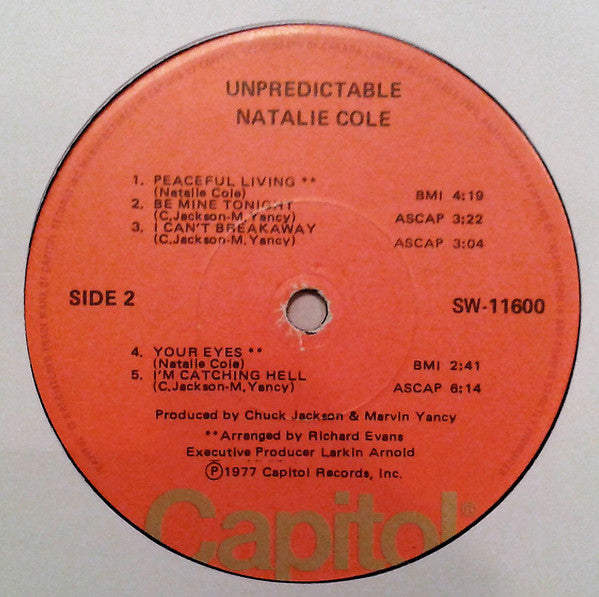 UNPREDICTABLE
NATALIE COLE
1. PEACEFUL LIVING **
(Natalie Cole) BMI 4:19
2. BE MINE TONIGHT
(C.Jackson-M.Yancy) ASCAP 3:22
3. I CAN'T BREAKAWAY
(C.Jackson-M.Yancy) ASCAP 3:04
SIDE 2 SW-11600
4. YOUR EYES **
(Natalie Cole) BMI 2:41
5. I'M CATCHING HELL
(C.Jackson-M.Yancy) ASCAP 6:14
Produced by Chuck Jackson & Marvin Yancy
**Arranged by Richard Evans
Executive Producer Larkin Arnold
Ⓟ1977 Capitol Records, Inc.
Capitol®